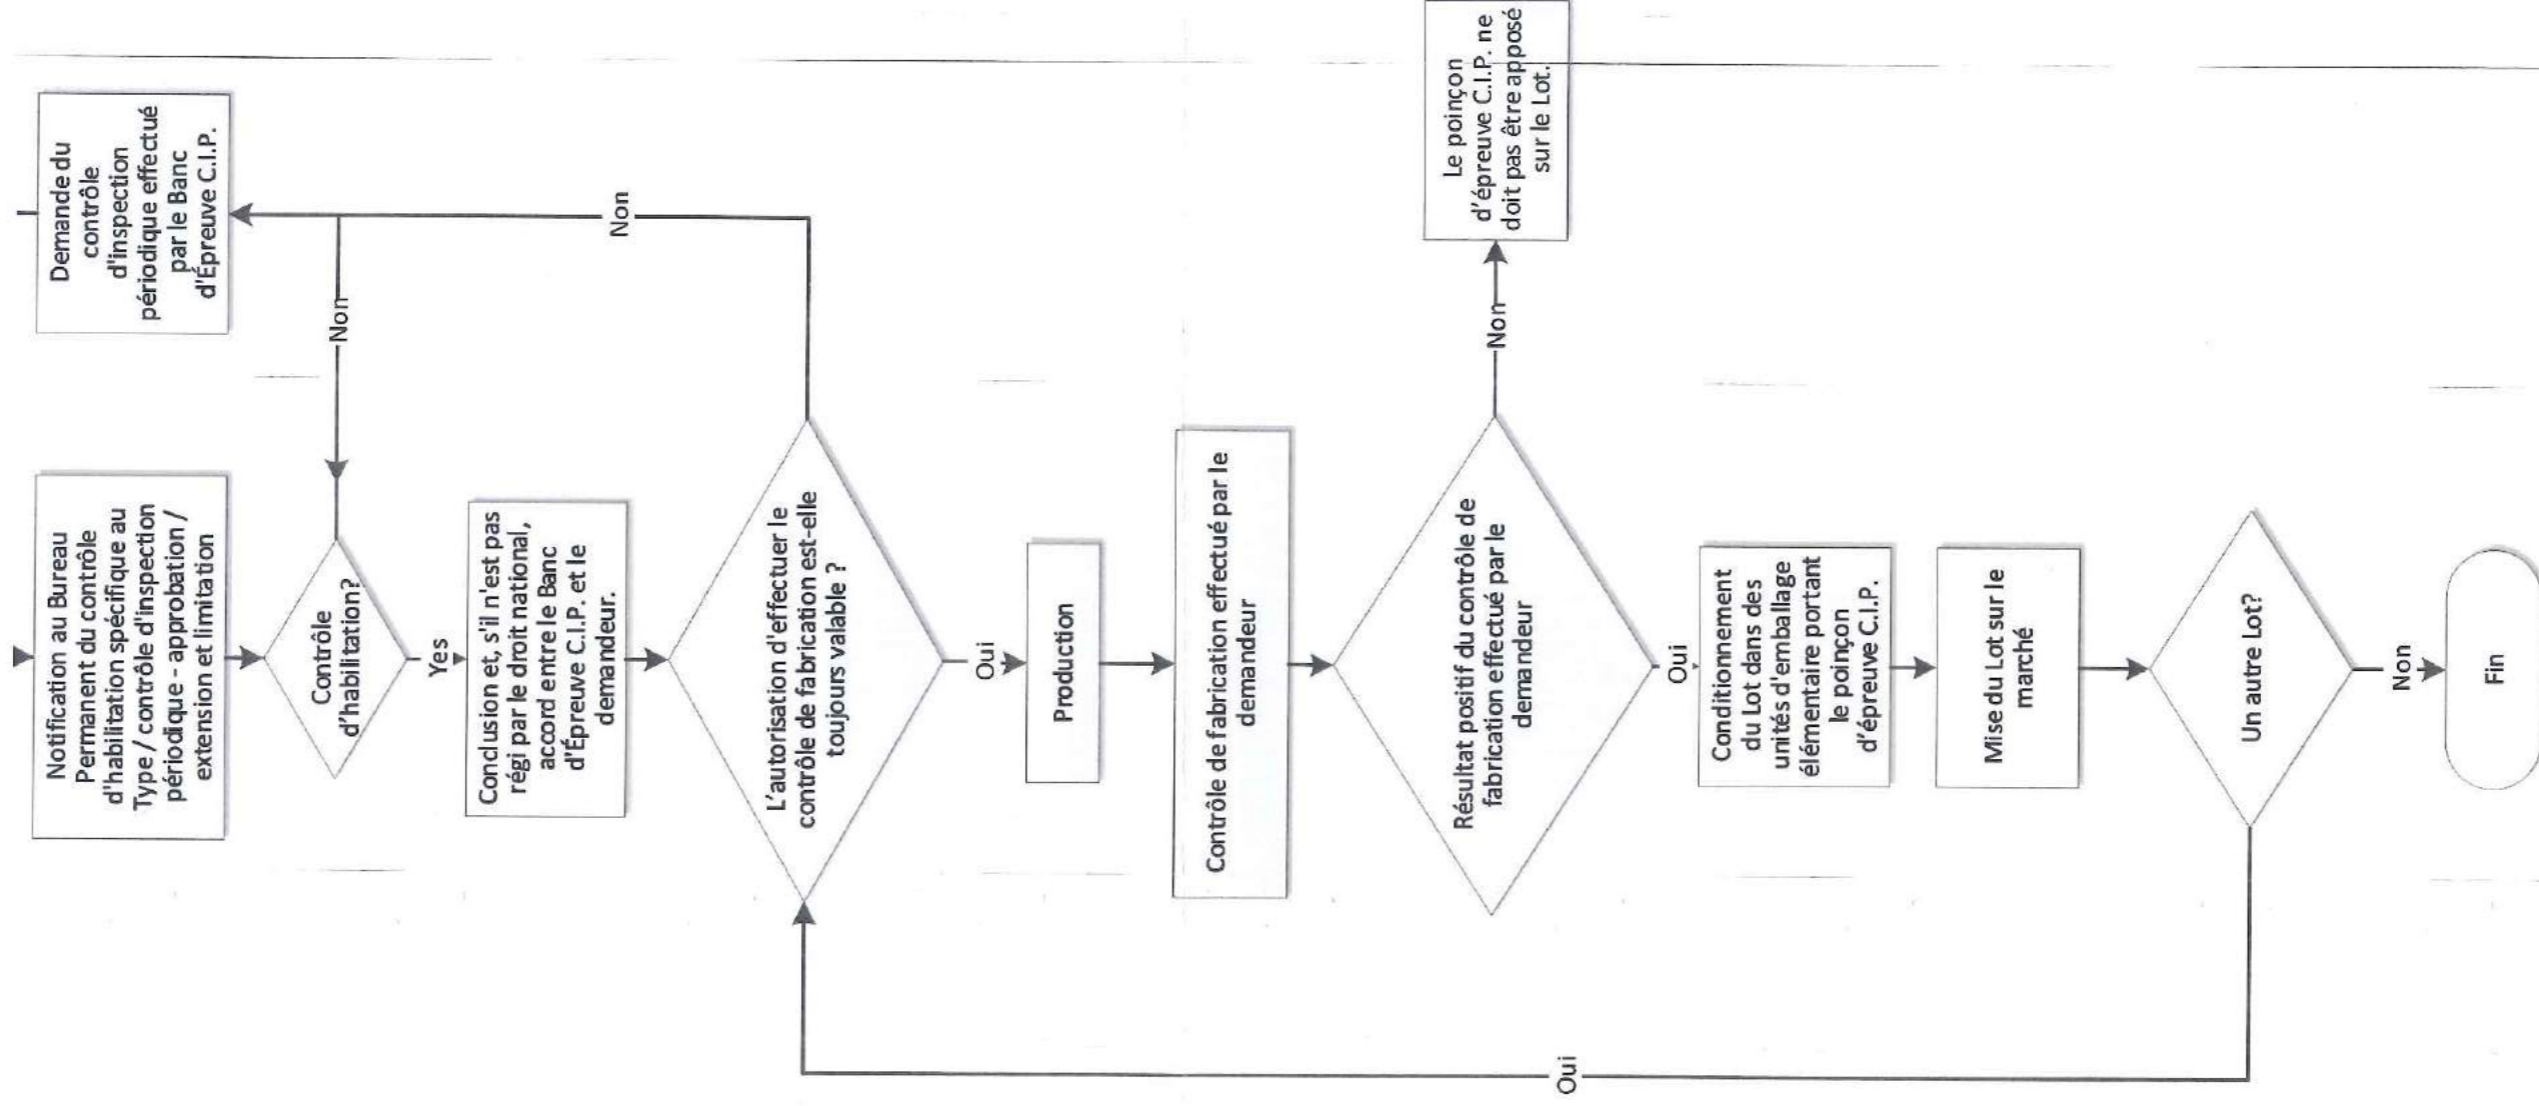 Notification au Bureau
Permanent du contrôle
d'habilitation spécifique au
Type / contrôle d'inspection
périodique - approbation /
extension et limitation
Demande du
contrôle
d'inspection
périodique effectué
par le Banc
d'Épreuve C.I.P.
Contrôle
d'habilitation?
Non
Yes
Conclusion et, s'il n'est pas
régi par le droit national,
accord entre le Banc
d'Épreuve C.I.P. et le
demandeur.
Non
L'autorisation d'effectuer le
contrôle de fabrication est-elle
toujours valable ?
Oui
Production
Contrôle de fabrication effectué par le
demandeur
Résultat positif du contrôle de
fabrication effectué par le
demandeur
Non
Le poinçon
d'épreuve C.I.P. ne
doit pas être apposé
sur le Lot.
Oui
Conditionnement
du Lot dans des
unités d'emballage
élémentaire portant
le poinçon
d'épreuve C.I.P.
Oui
Mise du Lot sur le
marché
Un autre Lot?
Non
Fin